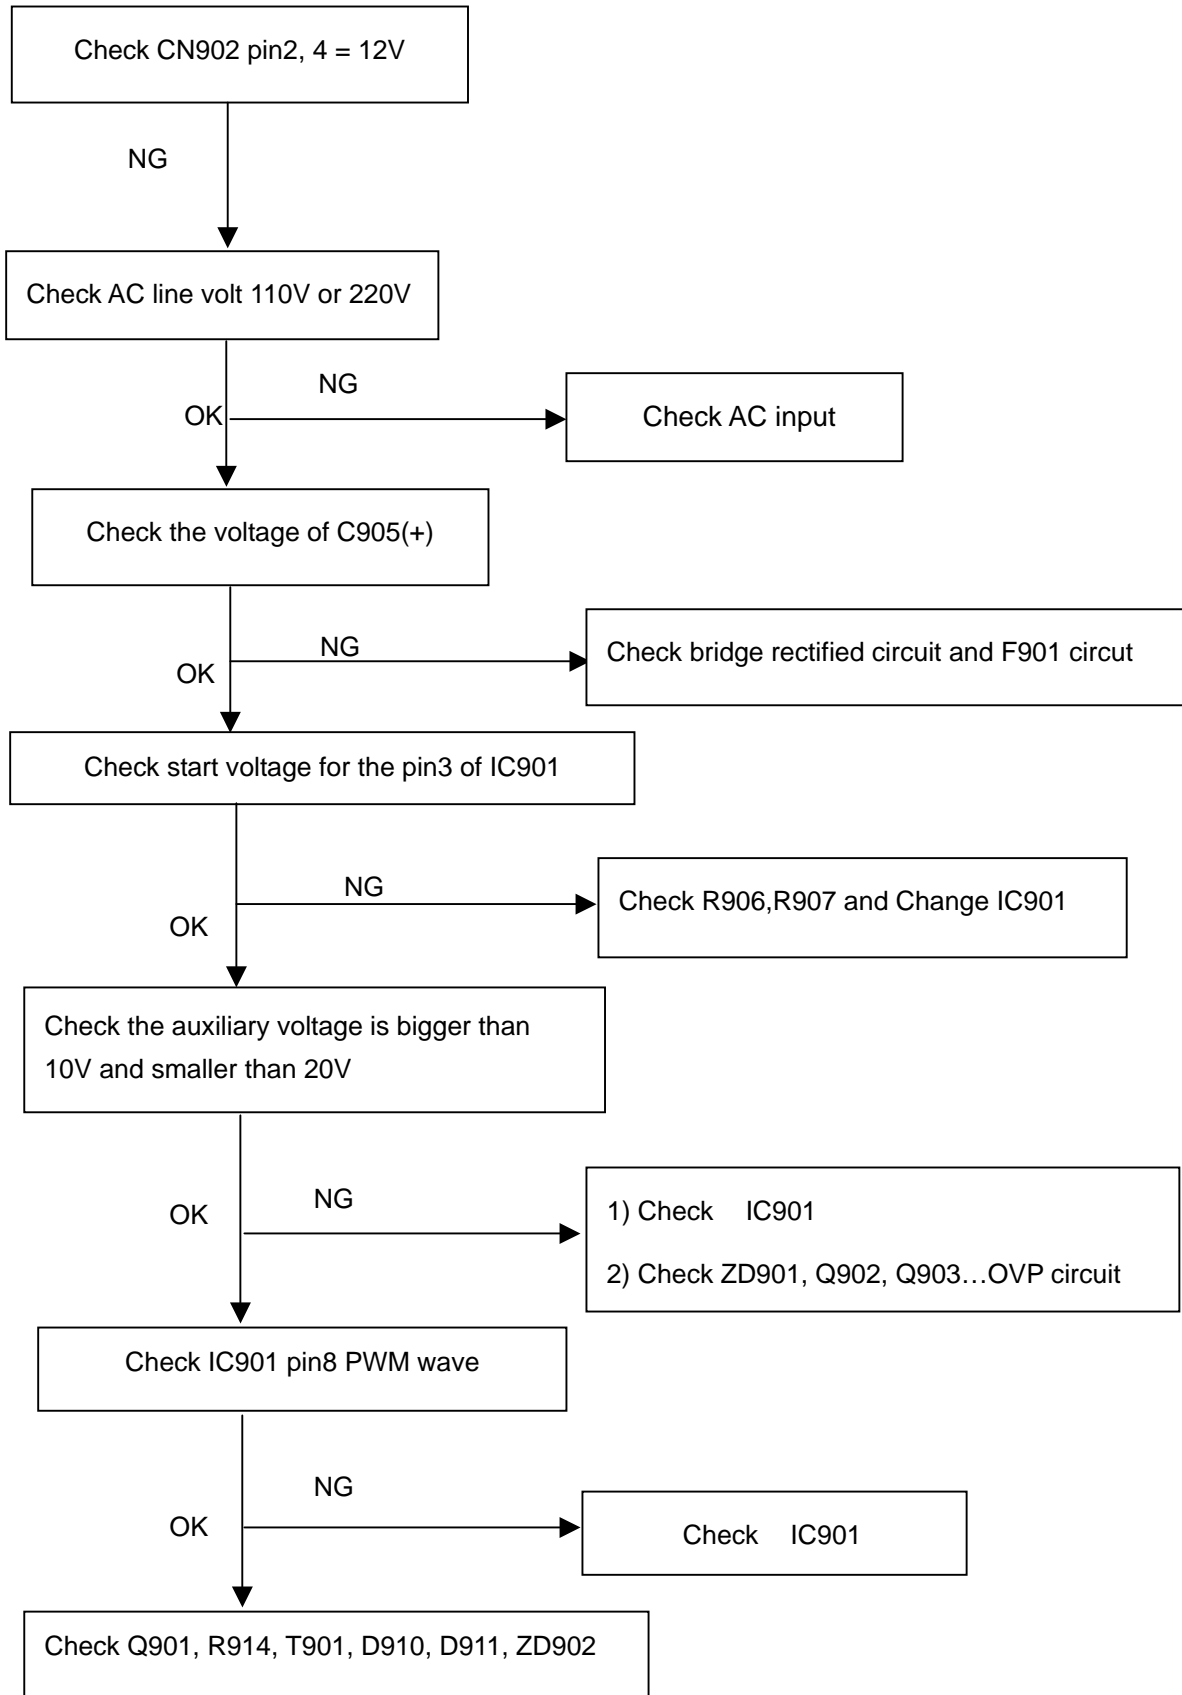 Check CN902 pin2, 4 = 12V
NG
Check AC line volt 110V or 220V
NG
OK
Check AC input
Check the voltage of C905(+)
NG
Check bridge rectified circuit and F901 circut
OK
Check start voltage for the pin3 of IC901
NG
Check R906,R907 and Change IC901
OK
Check the auxiliary voltage is bigger than
10V and smaller than 20V
NG
OK
1) Check IC901
2) Check ZD901, Q902, Q903…OVP circuit
Check IC901 pin8 PWM wave
NG
OK
Check IC901
Check Q901, R914, T901, D910, D911, ZD902